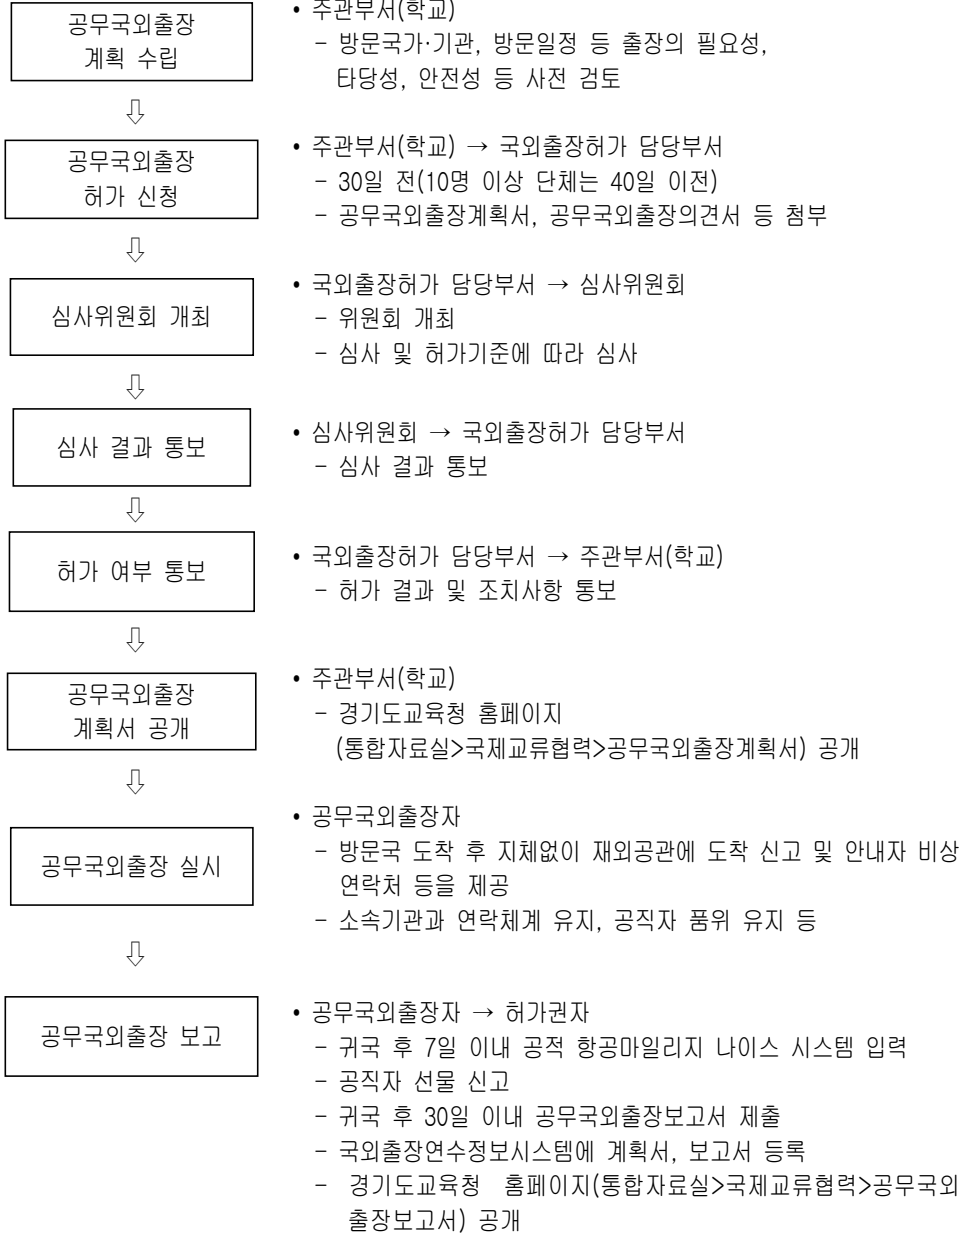 공무국외출장
계획 수립
• 주관부서(학교)
- 방문국가·기관, 방문일정 등 출장의 필요성,
타당성, 안전성 등 사전 검토
⇩
공무국외출장
허가 신청
• 주관부서(학교) → 국외출장허가 담당부서
- 30일 전(10명 이상 단체는 40일 이전)
- 공무국외출장계획서, 공무국외출장의견서 등 첨부
⇩
심사위원회 개최
• 국외출장허가 담당부서 → 심사위원회
- 위원회 개최
- 심사 및 허가기준에 따라 심사
⇩
심사 결과 통보
• 심사위원회 → 국외출장허가 담당부서
- 심사 결과 통보
⇩
허가 여부 통보
• 국외출장허가 담당부서 → 주관부서(학교)
- 허가 결과 및 조치사항 통보
⇩
공무국외출장
계획서 공개
• 주관부서(학교)
- 경기도교육청 홈페이지
(통합자료실>국제교류협력>공무국외출장계획서) 공개
⇩
공무국외출장 실시
• 공무국외출장자
- 방문국 도착 후 지체없이 재외공관에 도착 신고 및 안내자 비상
연락처 등을 제공
- 소속기관과 연락체계 유지, 공직자 품위 유지 등
⇩
공무국외출장 보고
• 공무국외출장자 → 허가권자
- 귀국 후 7일 이내 공적 항공마일리지 나이스 시스템 입력
- 공직자 선물 신고
- 귀국 후 30일 이내 공무국외출장보고서 제출
- 국외출장연수정보시스템에 계획서, 보고서 등록
- 경기도교육청 홈페이지(통합자료실>국제교류협력>공무국외
출장보고서) 공개